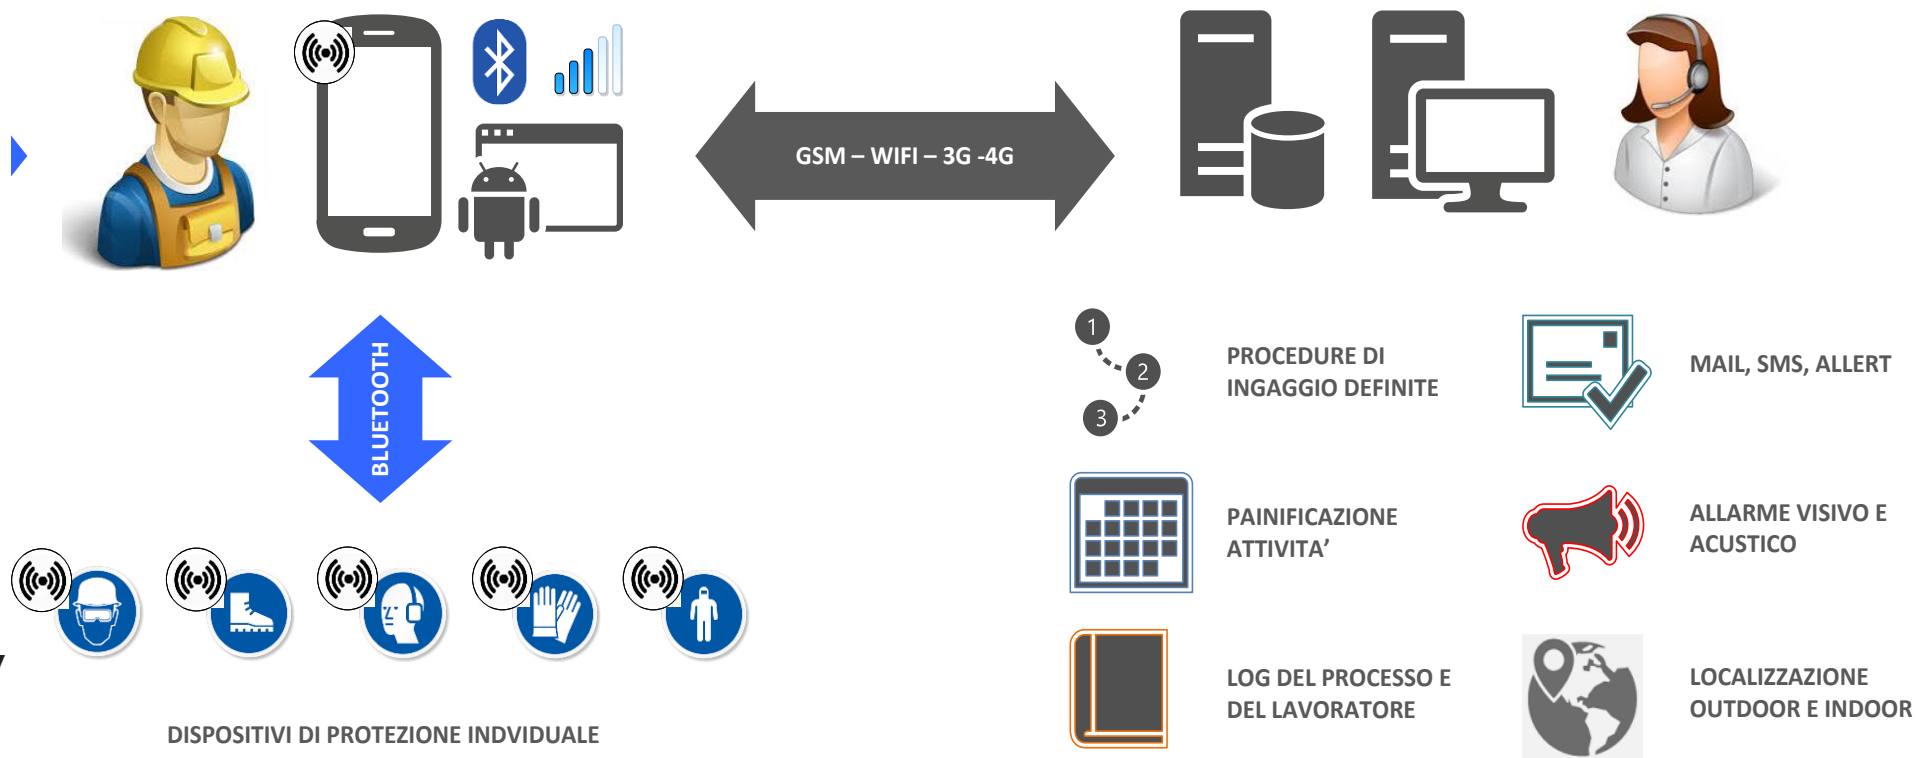 GSM – WIFI – 3G -4G
BLUETOOTH
1
2
3
PROCEDURE DI
INGAGGIO DEFINITE
MAIL, SMS, ALLERT
PAINIFICAZIONE
ATTIVITA’
ALLARME VISIVO E
ACUSTICO
LOG DEL PROCESSO E
DEL LAVORATORE
LOCALIZZAZIONE
OUTDOOR E INDOOR
DISPOSITIVI DI PROTEZIONE INDVIDUALE